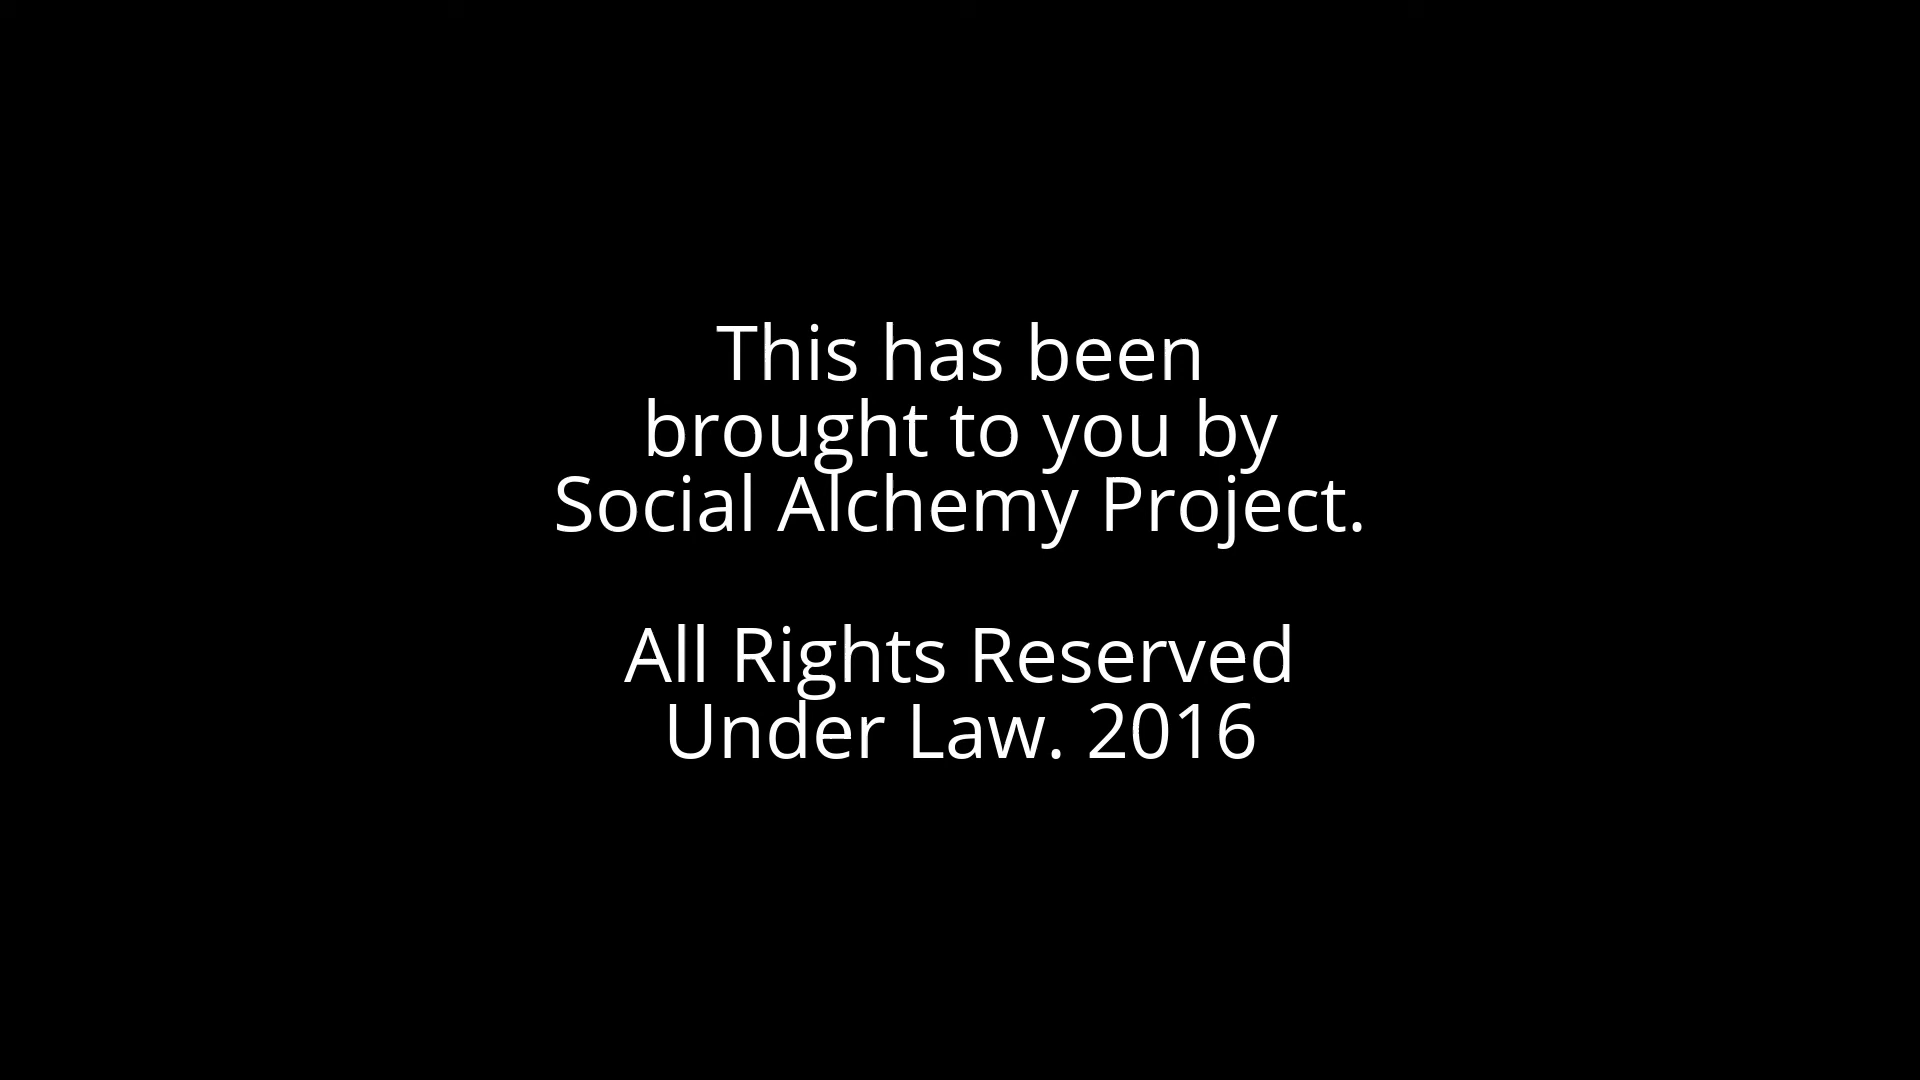 This has been
brought to you by
Social Alchemy Project.
All Rights Reserved
Under Law. 2016